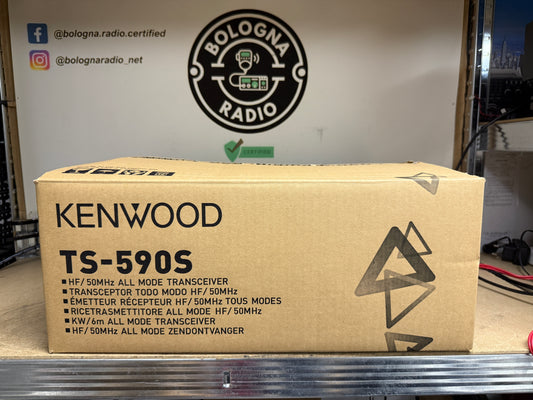 @bologna.radio.certified
@bolognaradio_net
BOLOGNA
RADIO
CERTIFIED
KENWOOD
TS-590S
■ HF/50MHz ALL MODE TRANSCEIVER
■ TRANSCEPTOR TODO MODO HF/50MHz
■ ÉMETTEUR RÉCEPTEUR HF/50MHz TOUS MODES
■ RICETRASMETTITORE ALL MODE HF/50MHz
■ KW/6m ALL MODE TRANSCEIVER
■ HF/50MHz ALL MODE ZENDONTVANGER
BOLOGNA
RADIO